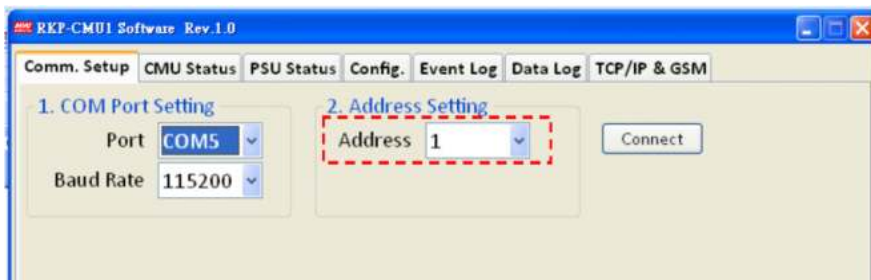 RKP-CMU1 Software Rev.1.0
Comm. Setup CMU Status PSU Status Config. Event Log Data Log TCP/IP & GSM
1. COM Port Setting 2. Address Setting
Port COM5 Address 1 Connect
Baud Rate 115200